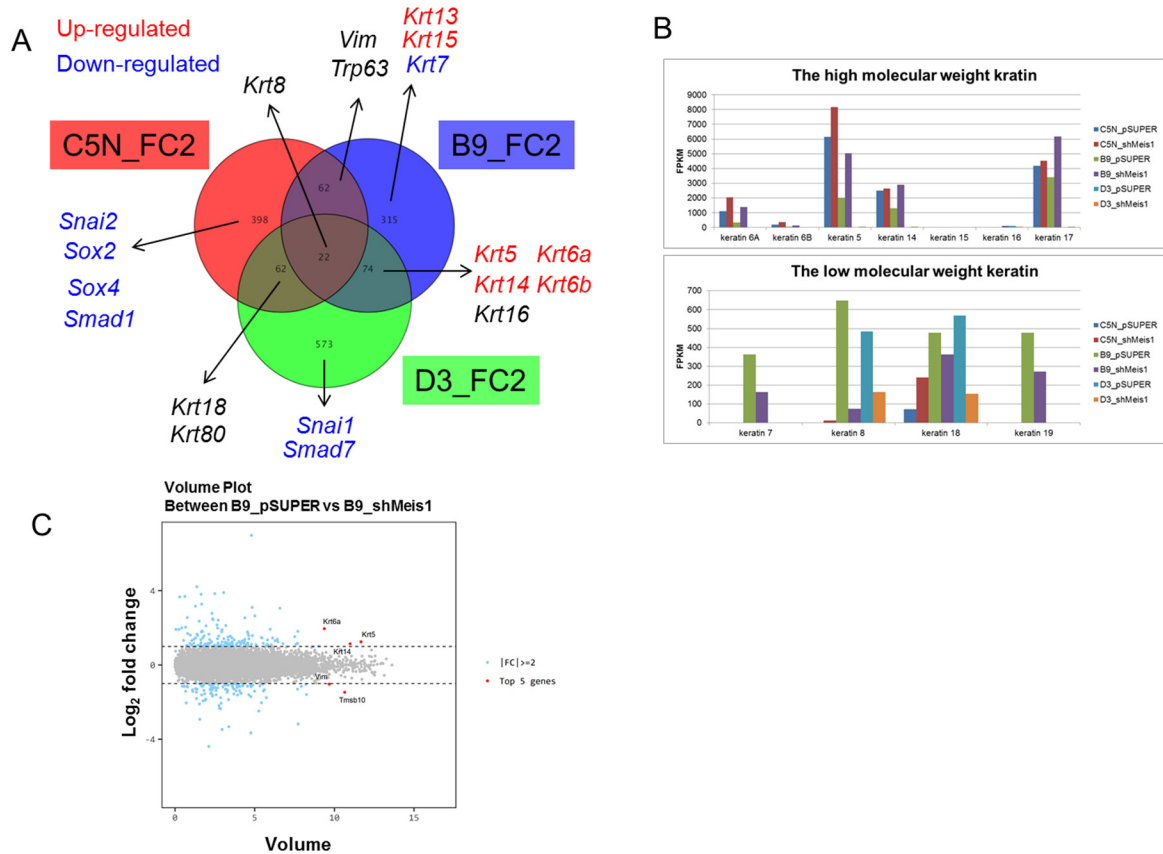 A
Up-regulated
Down-regulated
Krt8
Vim
Trp63
Krt13
Krt15
Krt7
C5N_FC2
B9_FC2
62
398
315
22
62
74
573
Snai2
Sox2
Sox4
Smad1
Krt5 Krt6a
Krt14 Krt6b
Krt16
D3_FC2
Krt18
Krt80
Snai1
Smad7
B
The high molecular weight kratin
FPKM
9000
8000
7000
6000
5000
4000
3000
2000
1000
0
keratin 6A keratin 6B keratin 5 keratin 14 keratin 15 keratin 16 keratin 17
C5N_pSUPER
C5N_shMeis1
B9_pSUPER
B9_shMeis1
D3_pSUPER
D3_shMeis1
The low molecular weight keratin
FPKM
700
600
500
400
300
200
100
0
keratin 7 keratin 8 keratin 18 keratin 19
C5N_pSUPER
C5N_shMeis1
B9_pSUPER
B9_shMeis1
D3_pSUPER
D3_shMeis1
C
Volume Plot
Between B9_pSUPER vs B9_shMeis1
Log2 fold change
4
0
-4
Krt6a
Krt5
Krt14
Vim
Tmsb10
0 5 10 15
Volume
|FC|>=2
Top 5 genes